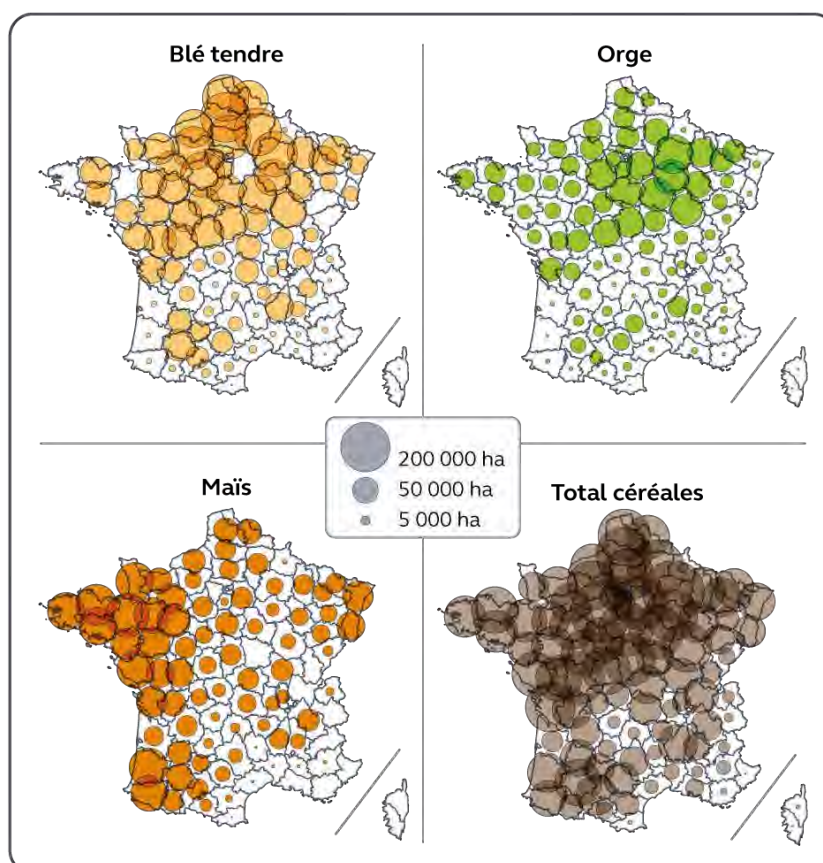 Blé tendre
Orge
200 000 ha
50 000 ha
5 000 ha
Maïs
Total céréales